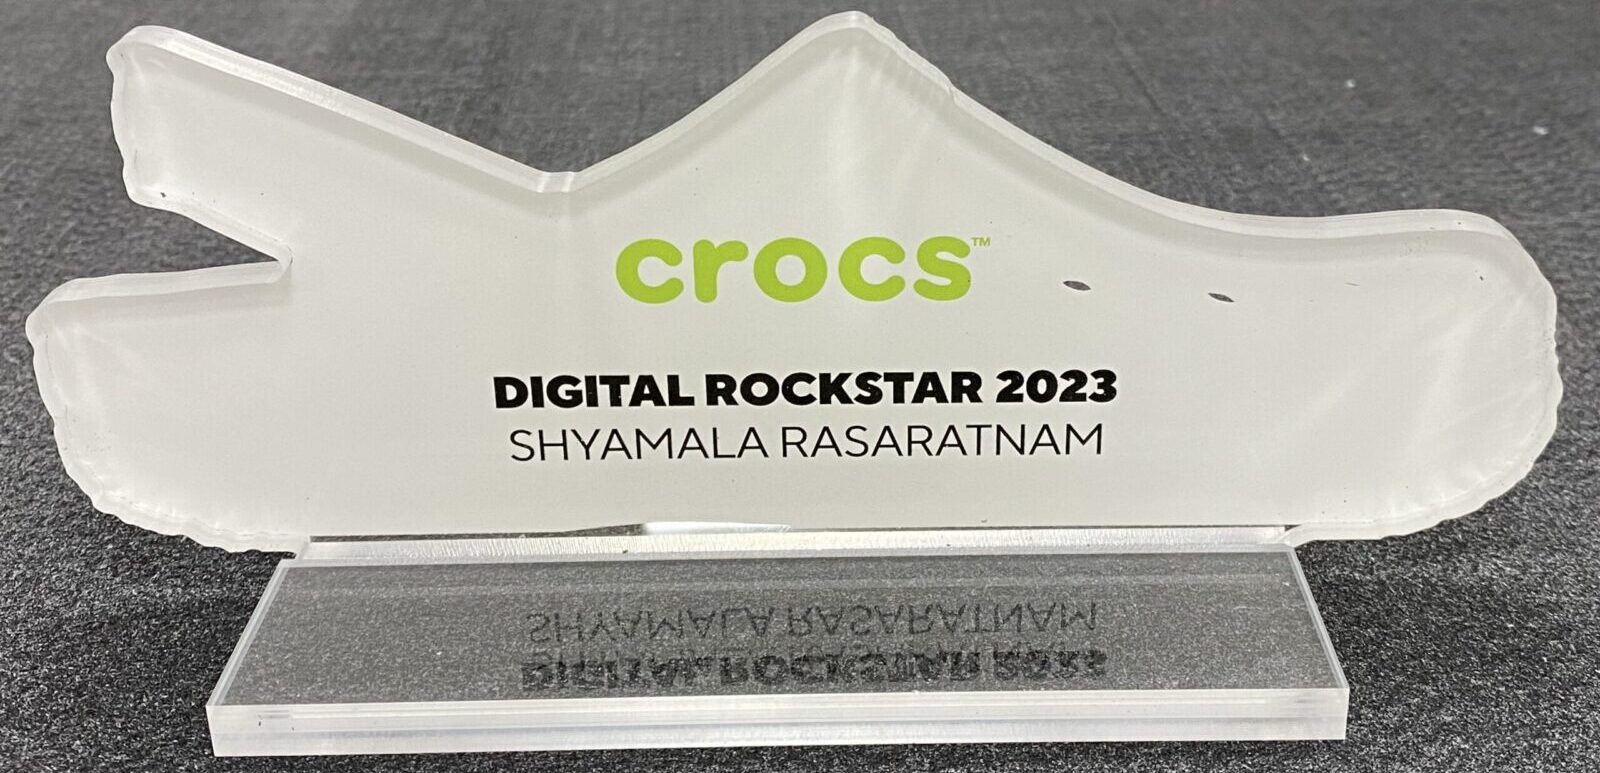 crocs™
DIGITAL ROCKSTAR 2023
SHYAMALA RASARATNAM